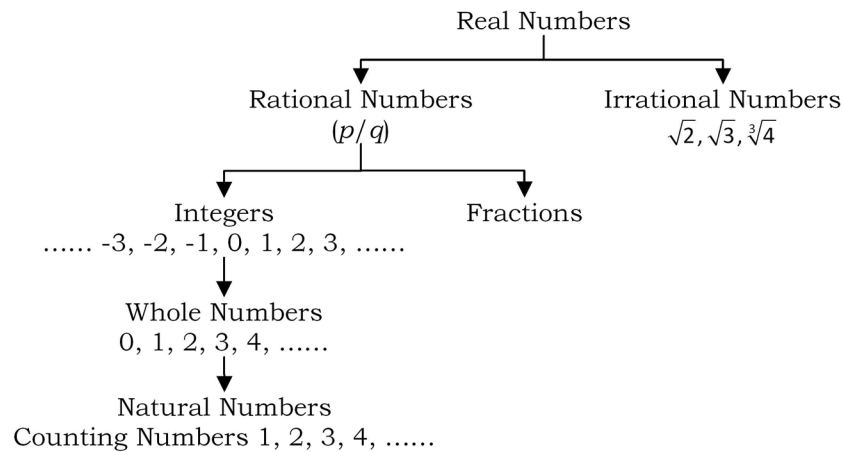 Real Numbers
Rational Numbers
(p/q)
Irrational Numbers
√2, √3, ∛4
Integers
...... -3, -2, -1, 0, 1, 2, 3, ......
Fractions
Whole Numbers
0, 1, 2, 3, 4, ......
Natural Numbers
Counting Numbers 1, 2, 3, 4, ......